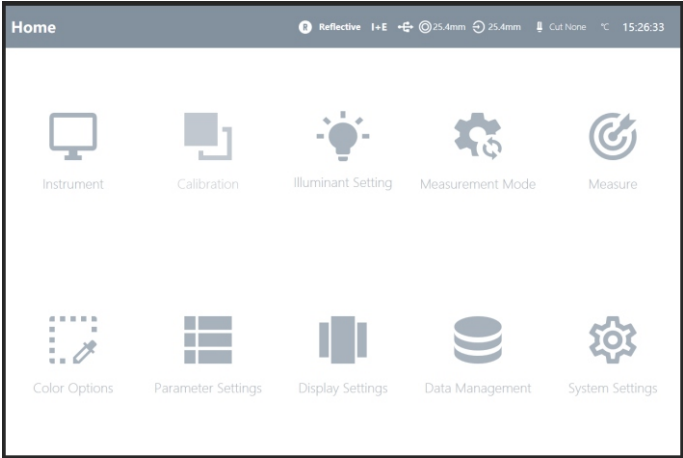 Home R Reflective I+E 25.4mm 25.4mm Cut None °C 15:26:33
Instrument Calibration Illuminant Setting Measurement Mode Measure
Color Options Parameter Settings Display Settings Data Management System Settings